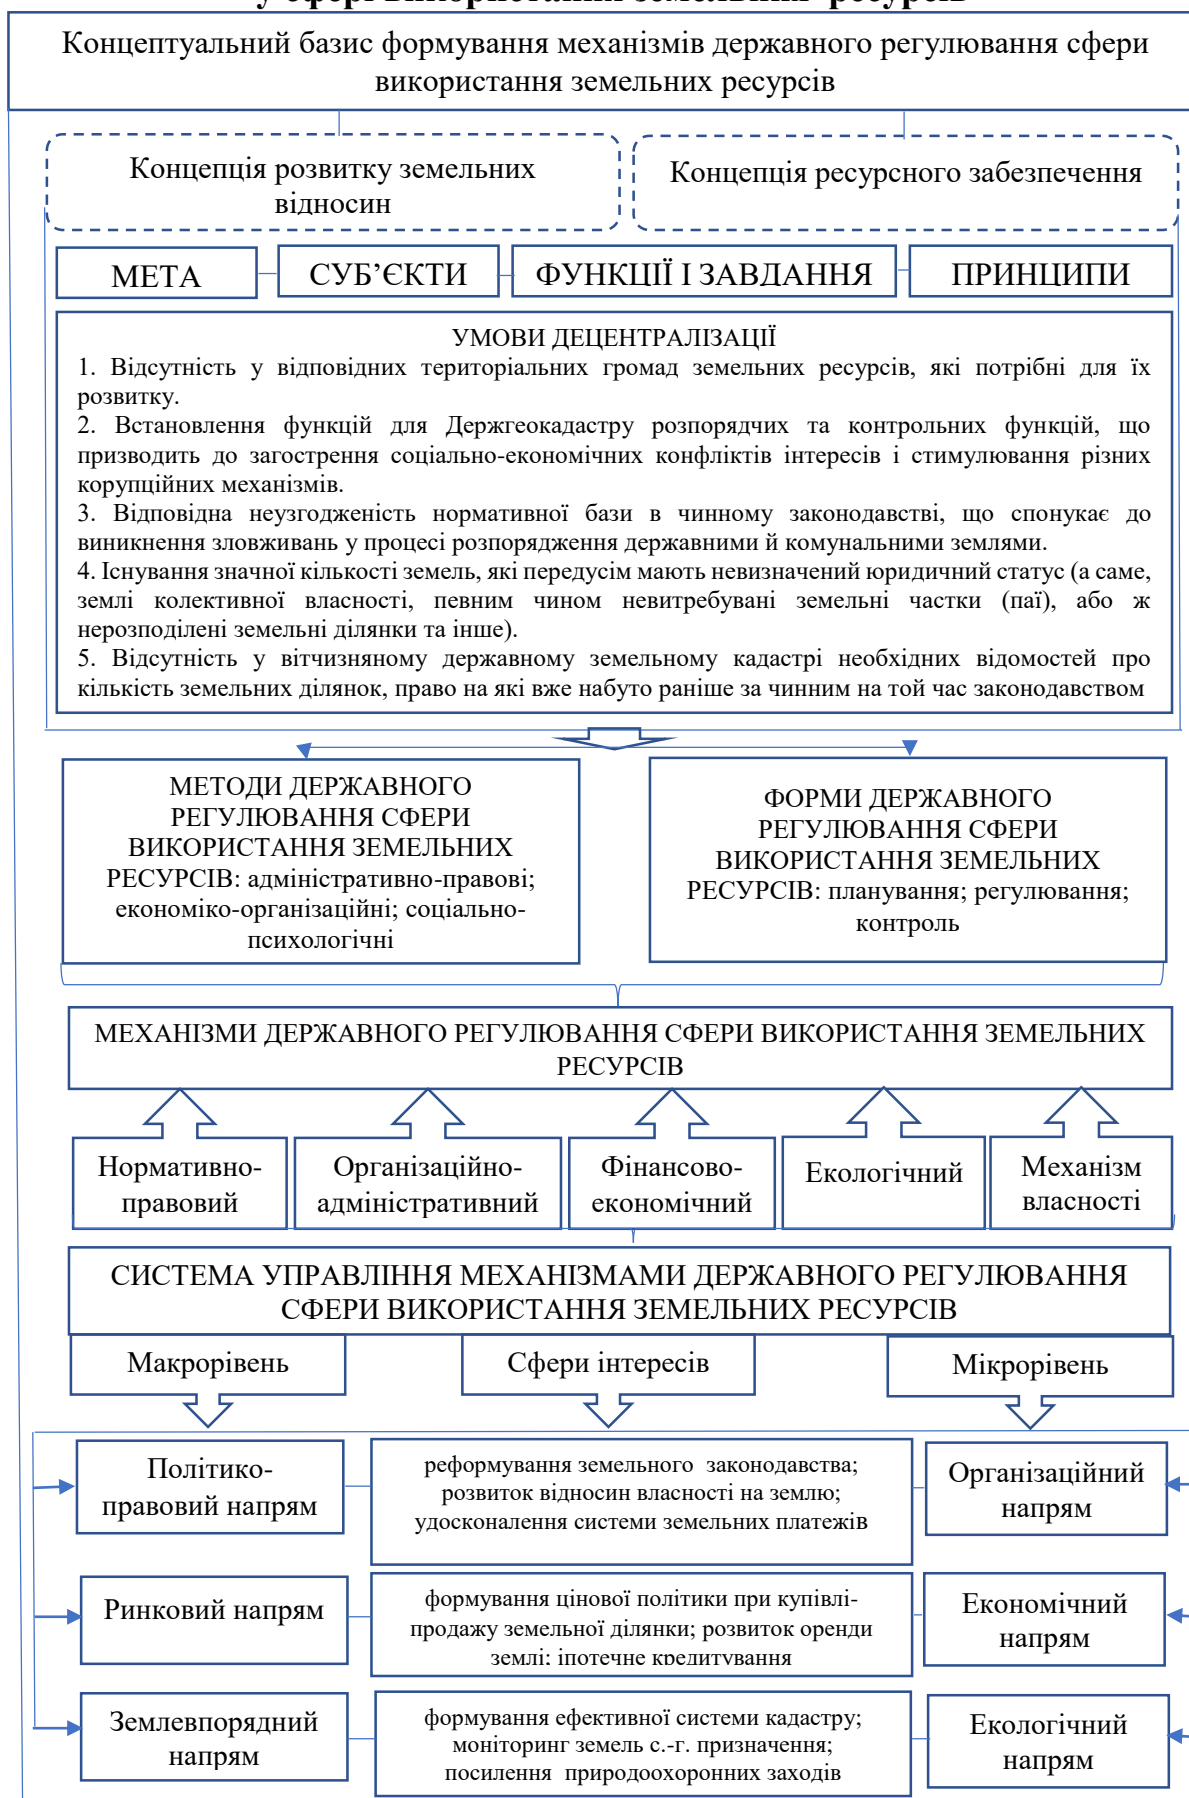 у сфері використання земельних ресурсів
Концептуальний базис формування механізмів державного регулювання сфери
використання земельних ресурсів
Концепція розвитку земельних
відносин
Концепція ресурсного забезпечення
МЕТА
СУБ’ЄКТИ
ФУНКЦІЇ І ЗАВДАННЯ
ПРИНЦИПИ
УМОВИ ДЕЦЕНТРАЛІЗАЦІЇ
1. Відсутність у відповідних територіальних громад земельних ресурсів, які потрібні для їх
розвитку.
2. Встановлення функцій для Держгеокадастру розпорядчих та контрольних функцій, що
призводить до загострення соціально-економічних конфліктів інтересів і стимулювання різних
корупційних механізмів.
3. Відповідна неузгодженість нормативної бази в чинному законодавстві, що спонукає до
виникнення зловживань у процесі розпорядження державними й комунальними землями.
4. Існування значної кількості земель, які передусім мають невизначений юридичний статус (а саме,
землі колективної власності, певним чином невитребувані земельні частки (паї), або ж
нерозподілені земельні ділянки та інше).
5. Відсутність у вітчизняному державному земельному кадастрі необхідних відомостей про
кількість земельних ділянок, право на які вже набуто раніше за чинним на той час законодавством
МЕТОДИ ДЕРЖАВНОГО
РЕГУЛЮВАННЯ СФЕРИ
ВИКОРИСТАННЯ ЗЕМЕЛЬНИХ
РЕСУРСІВ: адміністративно-правові;
економіко-організаційні; соціально-
психологічні
ФОРМИ ДЕРЖАВНОГО
РЕГУЛЮВАННЯ СФЕРИ
ВИКОРИСТАННЯ ЗЕМЕЛЬНИХ
РЕСУРСІВ: планування; регулювання;
контроль
МЕХАНІЗМИ ДЕРЖАВНОГО РЕГУЛЮВАННЯ СФЕРИ ВИКОРИСТАННЯ ЗЕМЕЛЬНИХ
РЕСУРСІВ
Нормативно-
правовий
Організаційно-
адміністративний
Фінансово-
економічний
Екологічний
Механізм
власності
СИСТЕМА УПРАВЛІННЯ МЕХАНІЗМАМИ ДЕРЖАВНОГО РЕГУЛЮВАННЯ
СФЕРИ ВИКОРИСТАННЯ ЗЕМЕЛЬНИХ РЕСУРСІВ
Макрорівень
Сфери інтересів
Мікрорівень
Політико-
правовий напрям
реформування земельного законодавства;
розвиток відносин власності на землю;
удосконалення системи земельних платежів
Організаційний
напрям
Ринковий напрям
формування цінової політики при купівлі-
продажу земельної ділянки; розвиток оренди
землі; іпотечне кредитування
Економічний
напрям
Землевпорядний
напрям
формування ефективної системи кадастру;
моніторинг земель с.-г. призначення;
посилення природоохоронних заходів
Екологічний
напрям